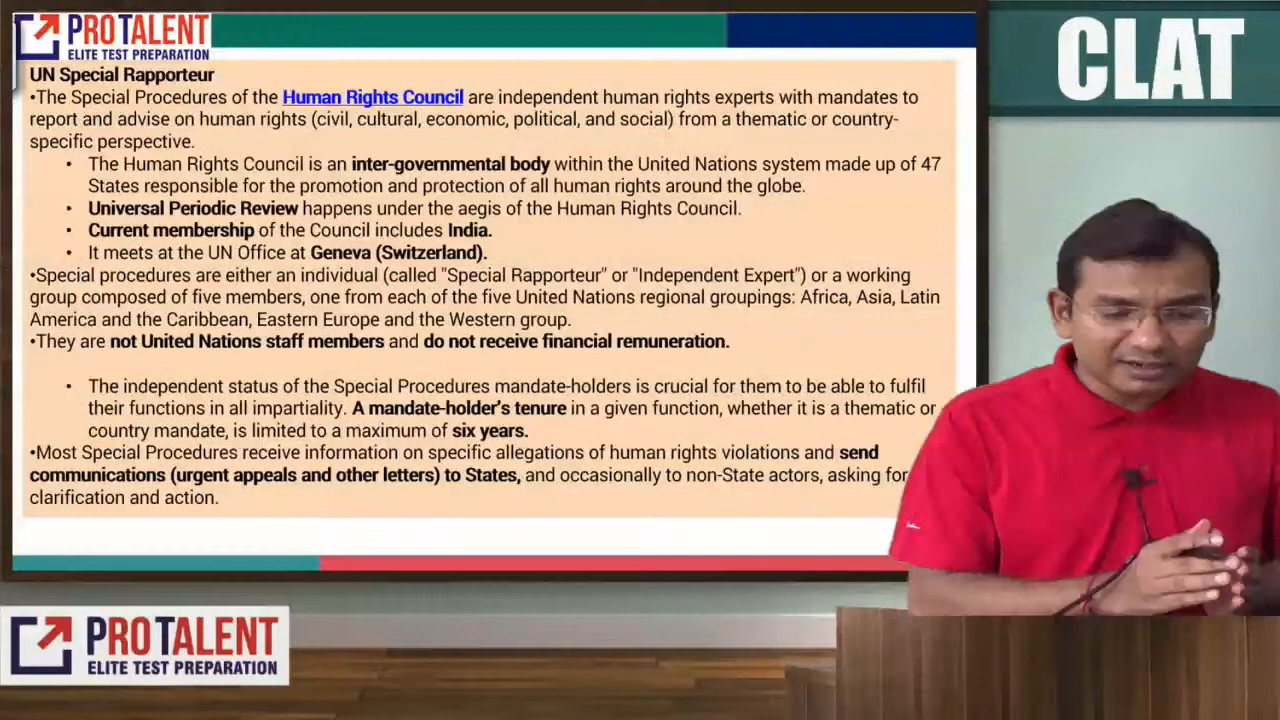 PROTALENT
ELITE TEST PREPARATION
CLAT
UN Special Rapporteur
•The Special Procedures of the Human Rights Council are independent human rights experts with mandates to
report and advise on human rights (civil, cultural, economic, political, and social) from a thematic or country-
specific perspective.
• The Human Rights Council is an inter-governmental body within the United Nations system made up of 47
States responsible for the promotion and protection of all human rights around the globe.
• Universal Periodic Review happens under the aegis of the Human Rights Council.
• Current membership of the Council includes India.
• It meets at the UN Office at Geneva (Switzerland).
•Special procedures are either an individual (called "Special Rapporteur" or "Independent Expert") or a working
group composed of five members, one from each of the five United Nations regional groupings: Africa, Asia, Latin
America and the Caribbean, Eastern Europe and the Western group.
•They are not United Nations staff members and do not receive financial remuneration.
• The independent status of the Special Procedures mandate-holders is crucial for them to be able to fulfil
their functions in all impartiality. A mandate-holder's tenure in a given function, whether it is a thematic or
country mandate, is limited to a maximum of six years.
•Most Special Procedures receive information on specific allegations of human rights violations and send
communications (urgent appeals and other letters) to States, and occasionally to non-State actors, asking for
clarification and action.
PROTALENT
ELITE TEST PREPARATION